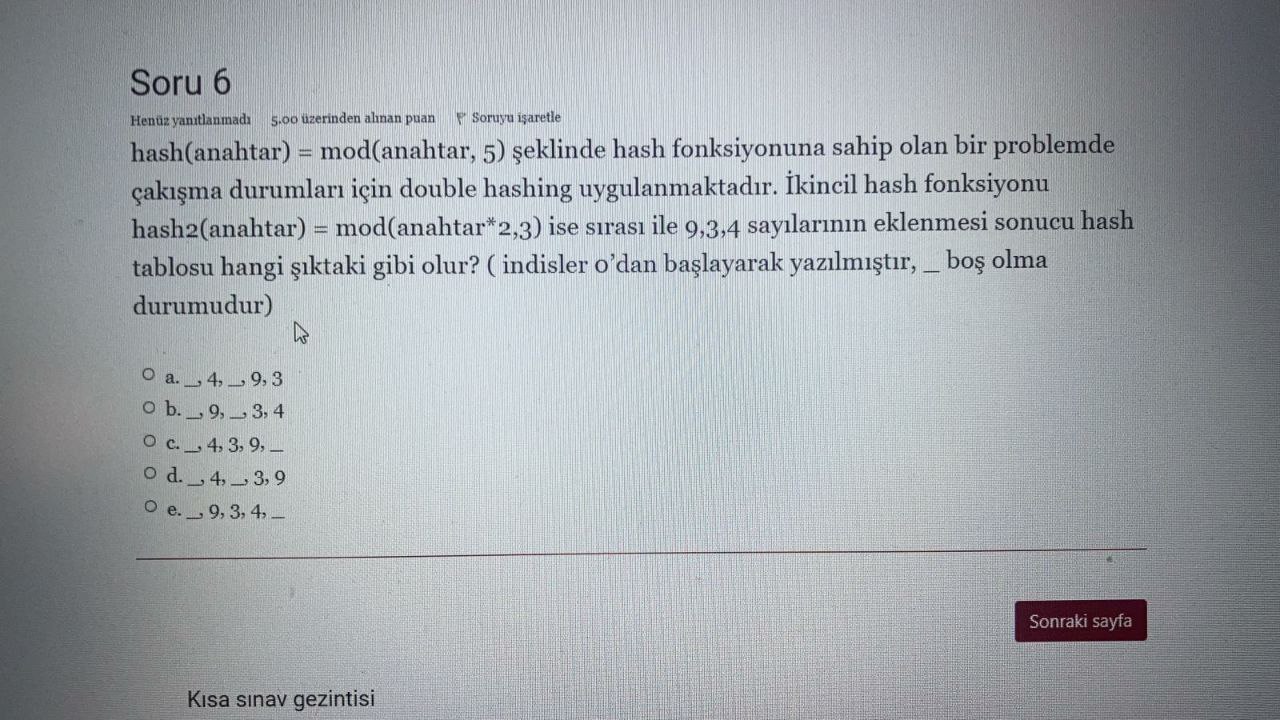 Soru 6
Henüz yanıtlanmadı 5.00 üzerinden alınan puan Soruyu işaretle
hash(anahtar) = mod(anahtar, 5) şeklinde hash fonksiyonuna sahip olan bir problemde
çakışma durumları için double hashing uygulanmaktadır. İkincil hash fonksiyonu
hash2(anahtar) = mod(anahtar*2,3) ise sırası ile 9,3,4 sayılarının eklenmesi sonucu hash
tablosu hangi şıktaki gibi olur? ( indisler 0'dan başlayarak yazılmıştır, _ boş olma
durumudur)
a. _, 4, _, 9, 3
b. _, 9, _, 3, 4
c. _, 4, 3, 9, _
d. _, 4, _, 3, 9
e. _, 9, 3, 4, _
Sonraki sayfa
Kısa sınav gezintisi